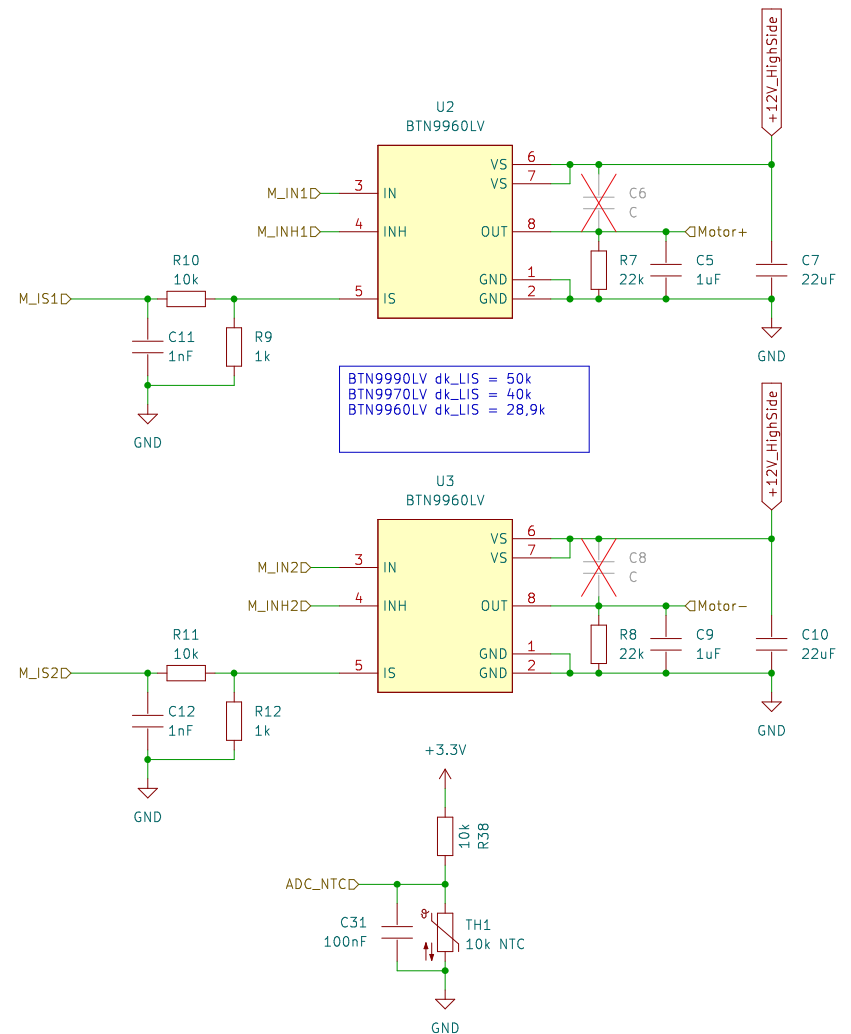 +12V_HighSide
U2
BTN9960LV
VS 6
VS 7
M_IN1 3 IN
C6
C
M_INH1 4 INH
OUT 8 Motor+
R10
10k
R7
22k
C5
1uF
C7
22uF
GND 1
M_IS1 5 IS
GND 2
C11
1nF
R9
1k
GND
GND
BTN9990LV dk_LIS = 50k
BTN9970LV dk_LIS = 40k
BTN9960LV dk_LIS = 28,9k
+12V_HighSide
U3
BTN9960LV
VS 6
VS 7
M_IN2 3 IN
C8
C
M_INH2 4 INH
OUT 8 Motor-
R11
10k
R8
22k
C9
1uF
C10
22uF
GND 1
M_IS2 5 IS
GND 2
C12
1nF
R12
1k
GND
GND
+3.3V
10k
R38
ADC_NTC
C31
100nF
ϑ
TH1
10k NTC
GND